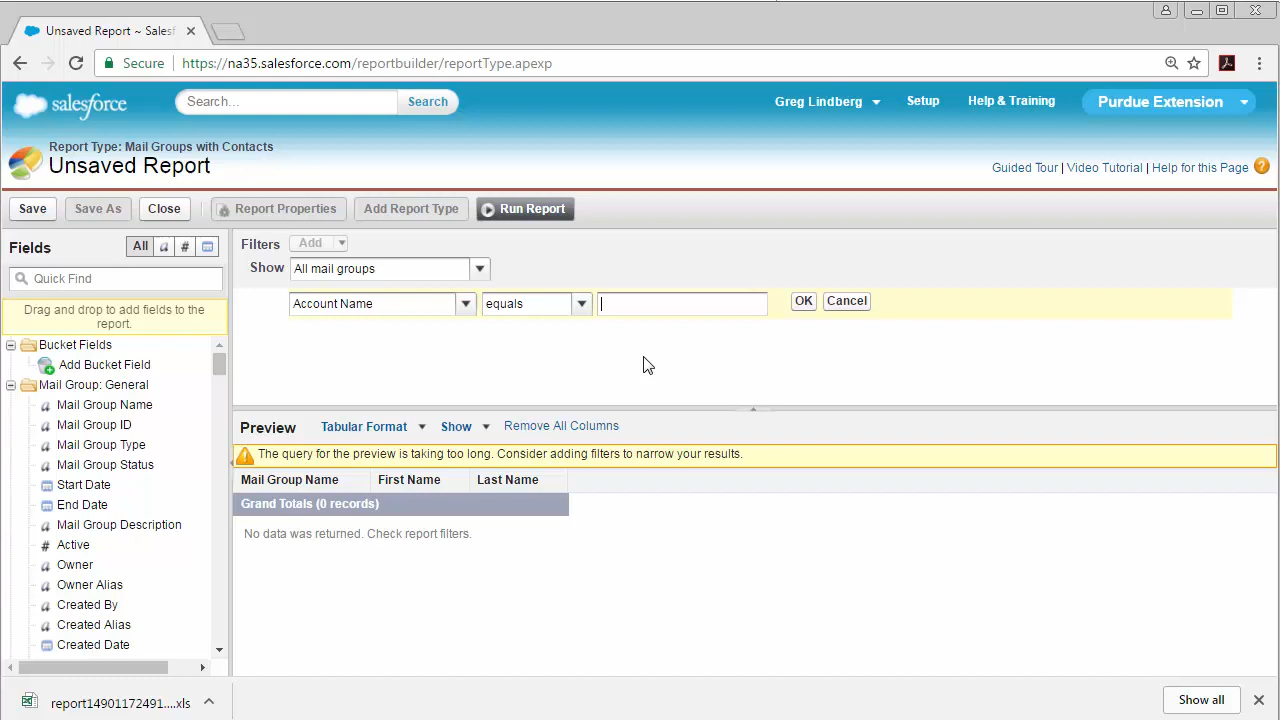 Unsaved Report ~ Salesf
Secure
https://na35.salesforce.com/reportbuilder/reportType.apexp
salesforce
Search...
Search
Greg Lindberg
Setup
Help & Training
Purdue Extension
Report Type: Mail Groups with Contacts
Unsaved Report
Guided Tour | Video Tutorial | Help for this Page ?
Save
Save As
Close
Report Properties
Add Report Type
Run Report
Fields
All
a
#
Quick Find
Drag and drop to add fields to the
report.
Bucket Fields
Add Bucket Field
Mail Group: General
a Mail Group Name
a Mail Group ID
a Mail Group Type
a Mail Group Status
Start Date
End Date
a Mail Group Description
# Active
a Owner
a Owner Alias
a Created By
a Created Alias
Created Date
Filters
Add
Show
All mail groups
Account Name
equals
OK
Cancel
Preview
Tabular Format
Show
Remove All Columns
The query for the preview is taking too long. Consider adding filters to narrow your results.
Mail Group Name
First Name
Last Name
Grand Totals (0 records)
No data was returned. Check report filters.
report14901172491....xls
Show all